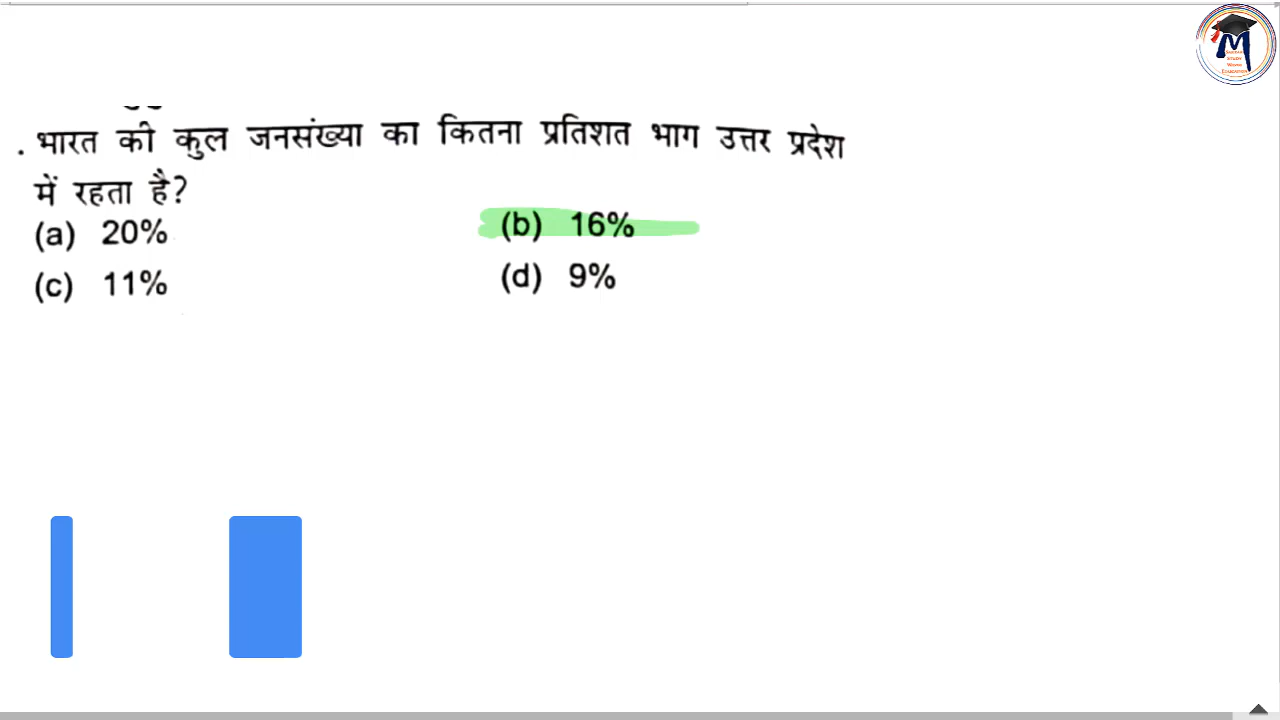 . भारत की कुल जनसंख्या का कितना प्रतिशत भाग उत्तर प्रदेश
में रहता है?
(a) 20%
(b) 16%
(c) 11%
(d) 9%